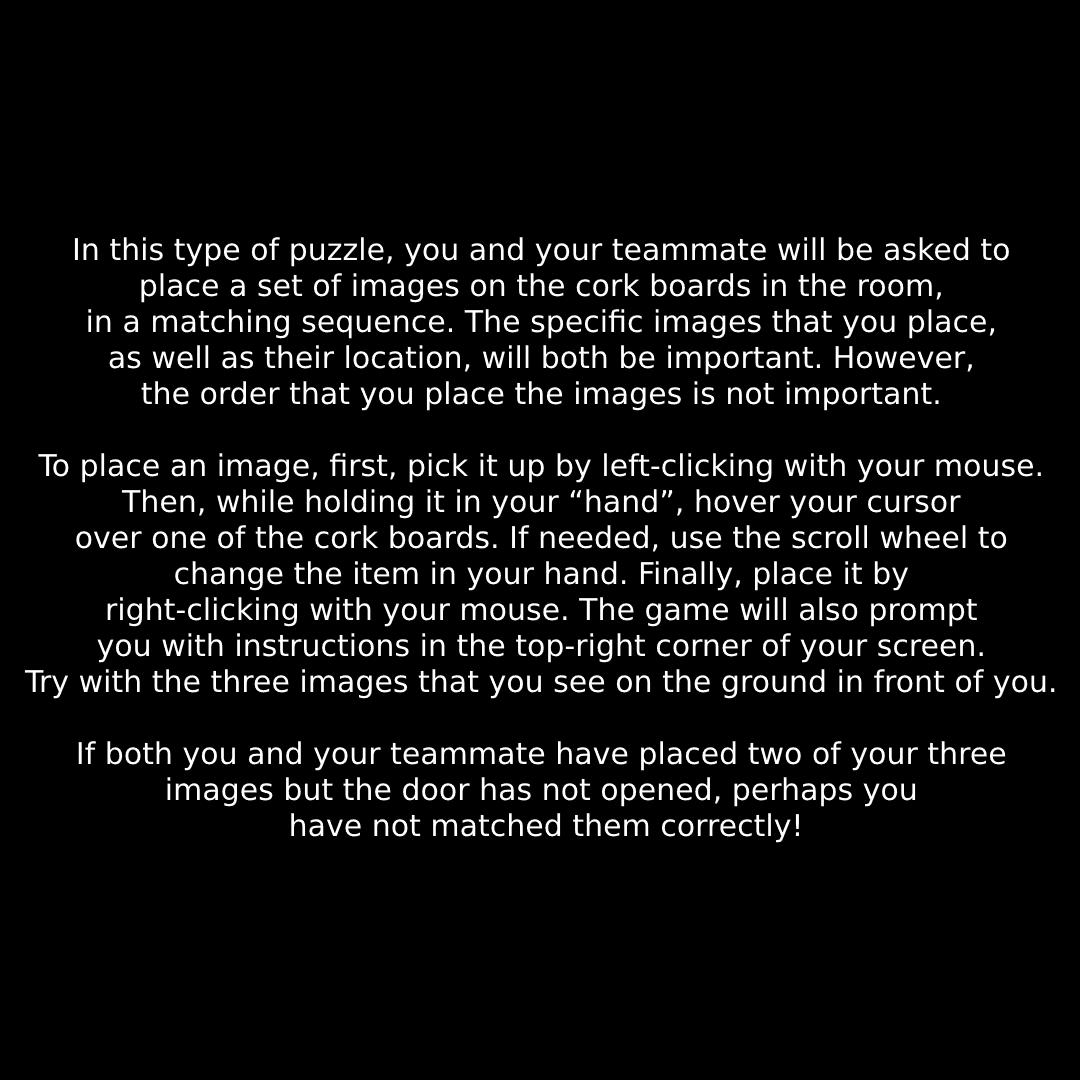 In this type of puzzle, you and your teammate will be asked to
place a set of images on the cork boards in the room,
in a matching sequence. The specific images that you place,
as well as their location, will both be important. However,
the order that you place the images is not important.
To place an image, first, pick it up by left-clicking with your mouse.
Then, while holding it in your “hand”, hover your cursor
over one of the cork boards. If needed, use the scroll wheel to
change the item in your hand. Finally, place it by
right-clicking with your mouse. The game will also prompt
you with instructions in the top-right corner of your screen.
Try with the three images that you see on the ground in front of you.
If both you and your teammate have placed two of your three
images but the door has not opened, perhaps you
have not matched them correctly!